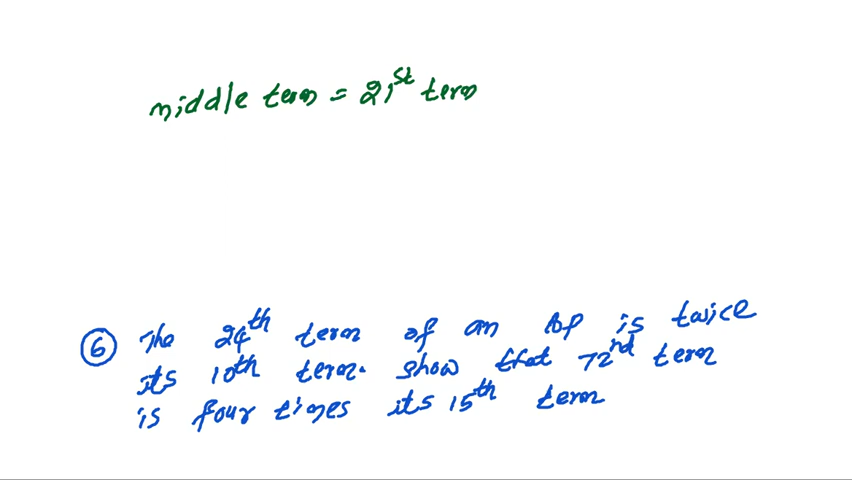 middle term = 21st term
6 The 24th term of an AP is twice
its 10th term. show that 72nd term
is four times its 15th term